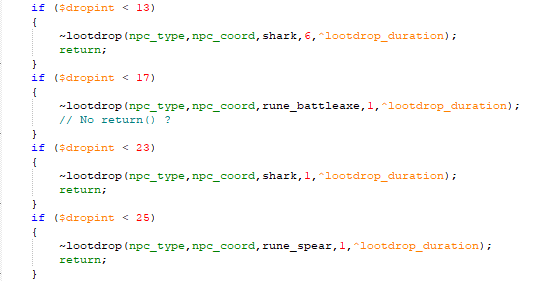 if ($dropint < 13)
{
~lootdrop(npc_type,npc_coord,shark,6,^lootdrop_duration);
return;
}
if ($dropint < 17)
{
~lootdrop(npc_type,npc_coord,rune_battleaxe,1,^lootdrop_duration);
// No return() ?
}
if ($dropint < 23)
{
~lootdrop(npc_type,npc_coord,shark,1,^lootdrop_duration);
return;
}
if ($dropint < 25)
{
~lootdrop(npc_type,npc_coord,rune_spear,1,^lootdrop_duration);
return;
}